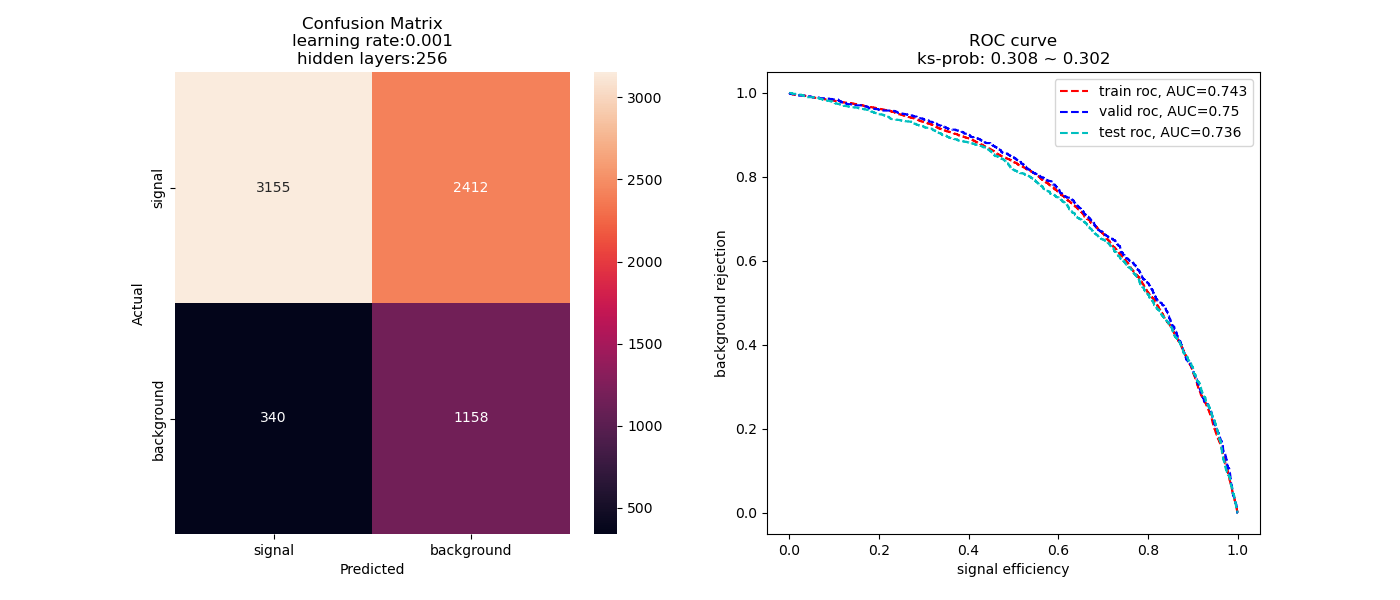 Confusion Matrix
learning rate:0.001
hidden layers:256
3155
2412
340
1158
signal
background
Actual
signal
background
Predicted
3000
2500
2000
1500
1000
500
ROC curve
ks-prob: 0.308 ~ 0.302
train roc, AUC=0.743
valid roc, AUC=0.75
test roc, AUC=0.736
1.0
0.8
0.6
0.4
0.2
0.0
background rejection
0.0
0.2
0.4
0.6
0.8
1.0
signal efficiency